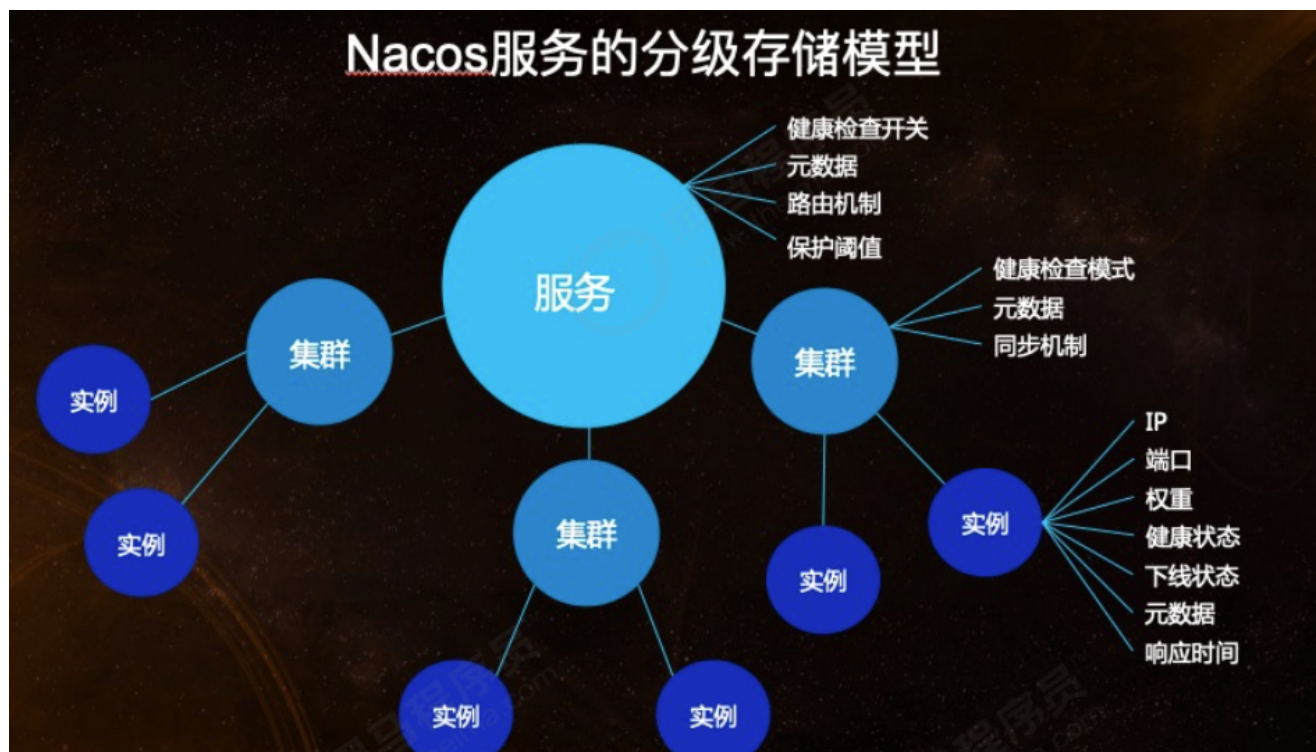 Nacos服务的分级存储模型
健康检查开关
元数据
路由机制
保护阈值
服务
健康检查模式
元数据
同步机制
集群
集群
实例
IP
端口
权重
健康状态
下线状态
元数据
响应时间
实例
实例
集群
实例
实例
实例